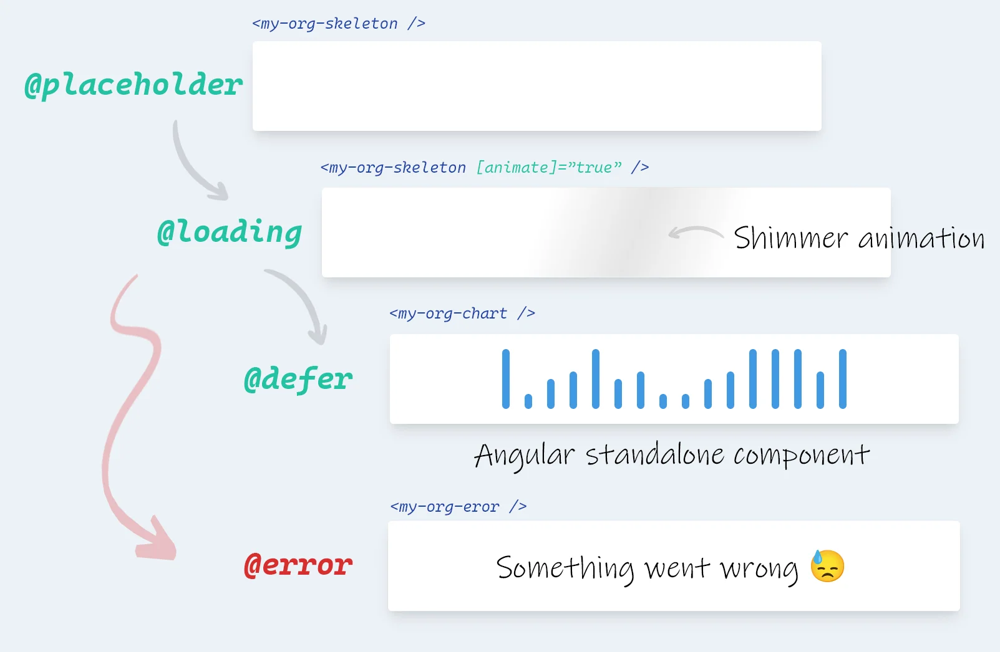 <my-org-skeleton />
@placeholder
<my-org-skeleton [animate]=”true” />
@loading
Shimmer animation
<my-org-chart />
@defer
Angular standalone component
<my-org-eror />
@error
Something went wrong 😓